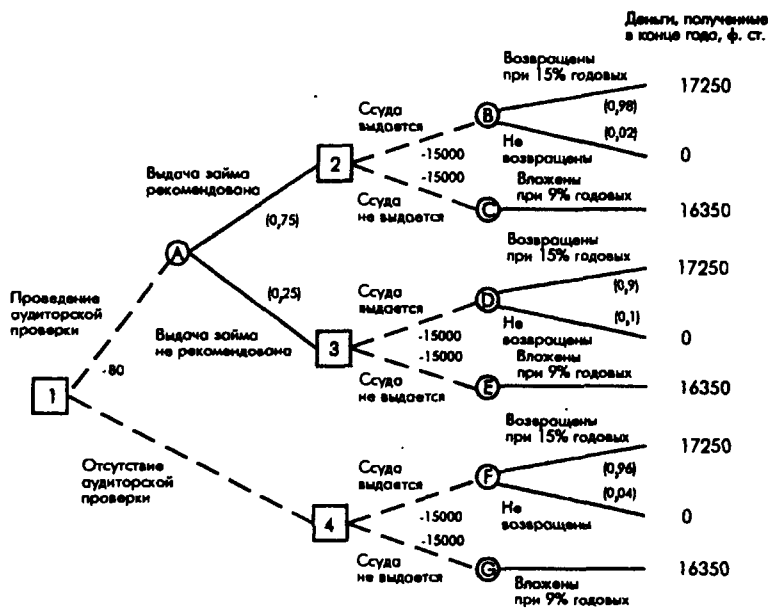 Деньги, полученные
в конце года, ф. ст.
Возвращены
при 15% годовых
17250
Ссуда
выдается
B
(0,98)
(0,02)
-15000
Не
возвращены
0
2
Выдача займа
рекомендована
-15000
Вложены
при 9% годовых
Ссуда
не выдается
C
16350
(0,75)
A
Возвращены
при 15% годовых
17250
Ссуда
выдается
D
(0,9)
(0,25)
Проведение
аудиторской
проверки
Выдача займа
не рекомендована
-15000
Не
возвращены
(0,1)
0
3
-15000
Вложены
при 9% годовых
-80
Ссуда
не выдается
E
16350
1
Возвращены
при 15% годовых
17250
Отсутствие
аудиторской
проверки
Ссуда
выдается
F
(0,96)
(0,04)
-15000
Не
возвращены
0
4
-15000
Ссуда
не выдается
G
16350
Вложены
при 9% годовых